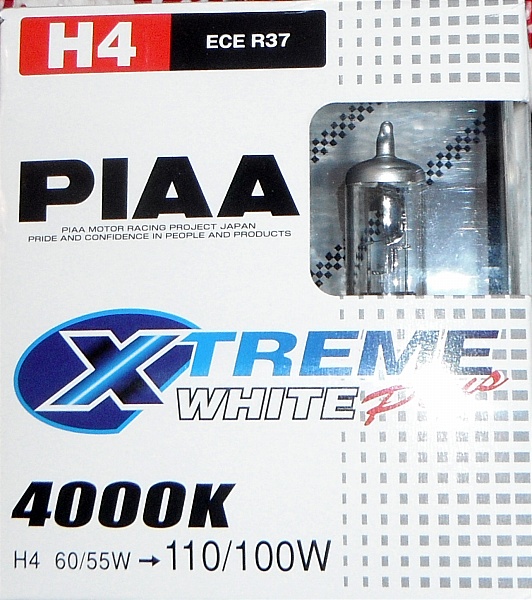 H4 ECE R37
PIAA
PIAA MOTOR RACING PROJECT JAPAN
PRIDE AND CONFIDENCE IN PEOPLE AND PRODUCTS
XTREME
WHITE Plus
4000K
H4 60/55W → 110/100W